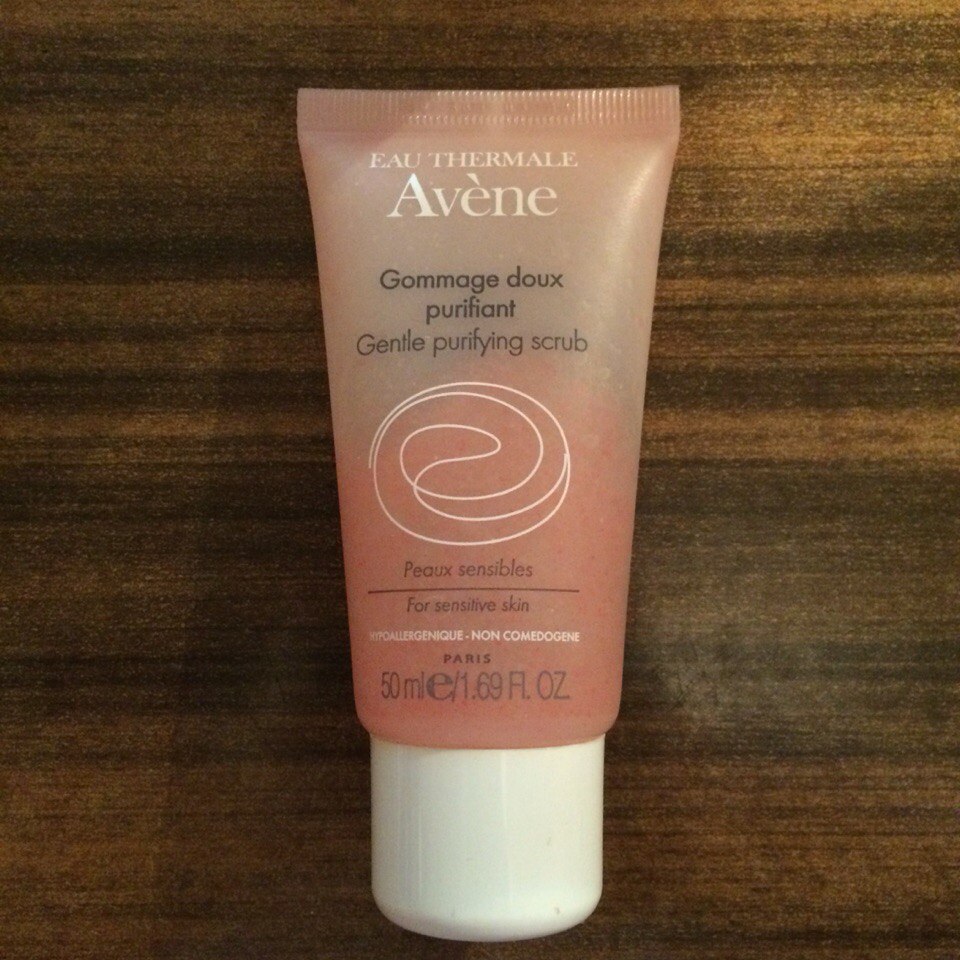 EAU THERMALE
Avène
Gommage doux
purifiant
Gentle purifying scrub
Peaux sensibles
For sensitive skin
HYPOALLERGENIQUE - NON COMEDOGENE
PARIS
50 ml e/1.69 FL. OZ.